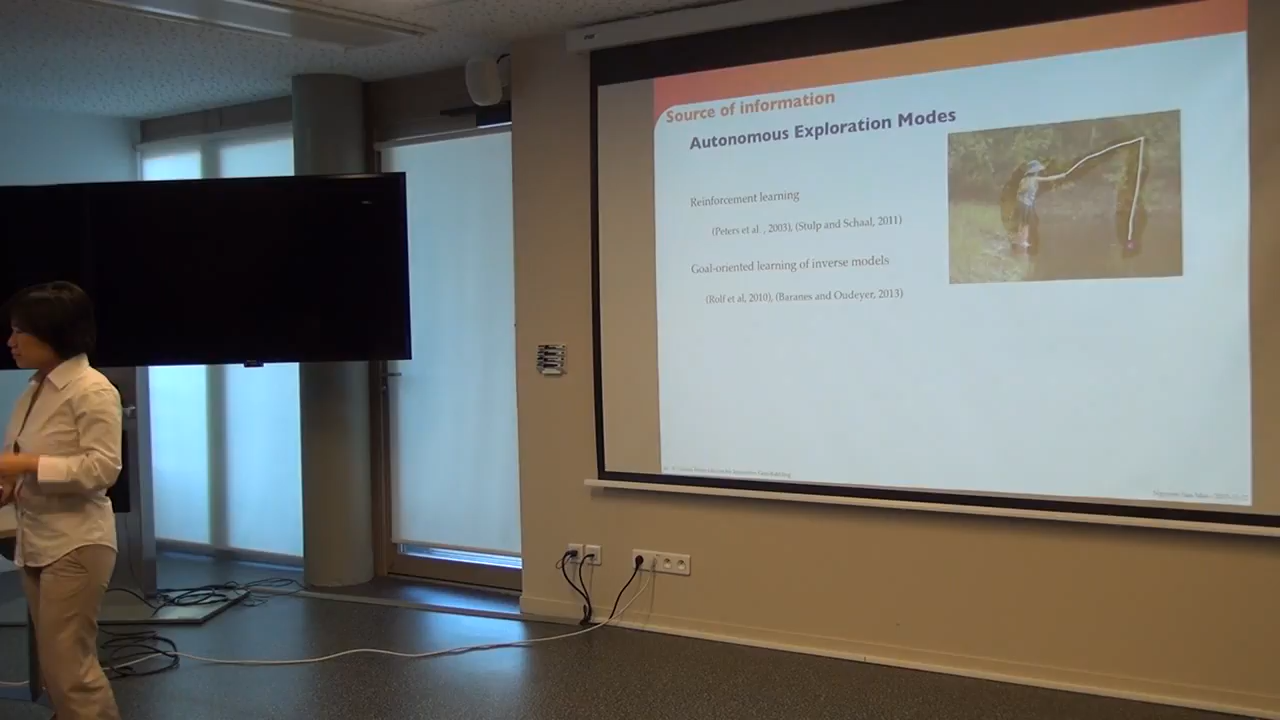 Source of information
Autonomous Exploration Modes
Reinforcement learning
(Peters et al. , 2003), (Stulp and Schaal, 2011)
Goal-oriented learning of inverse models
(Rolf et al, 2010), (Baranes and Oudeyer, 2013)